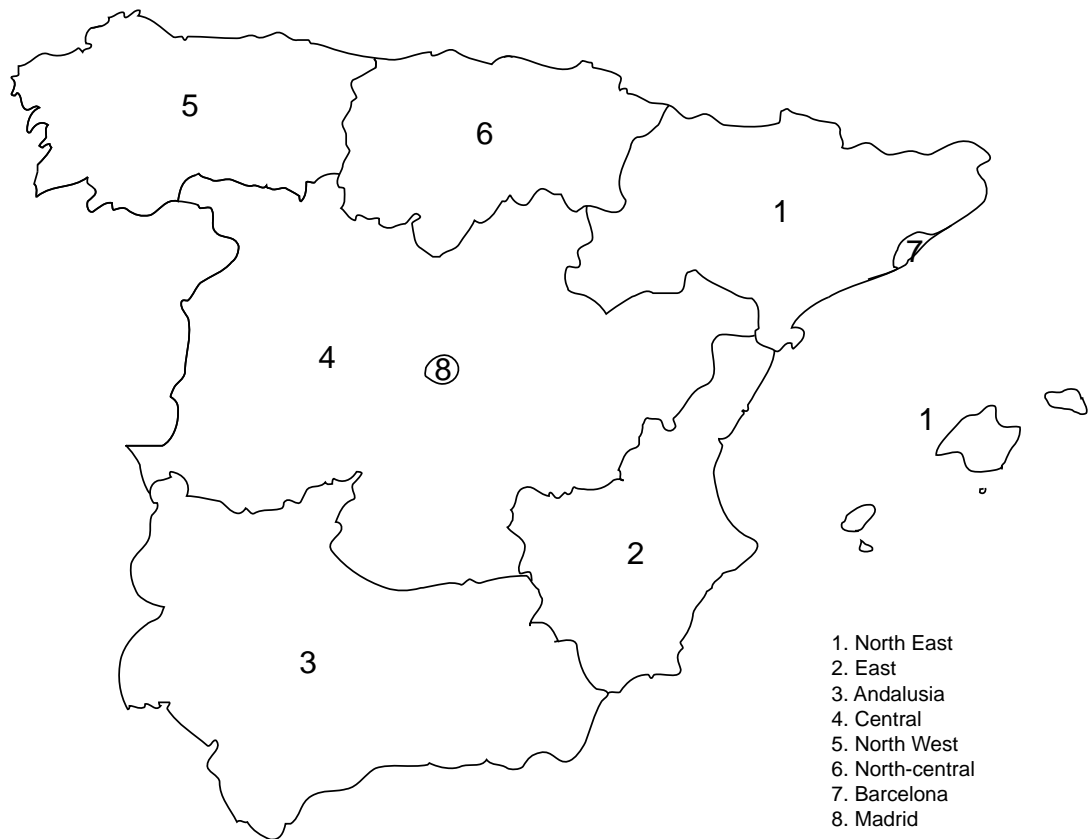 5
6
1
7
4
8
1
2
3
1. North East
2. East
3. Andalusia
4. Central
5. North West
6. North-central
7. Barcelona
8. Madrid